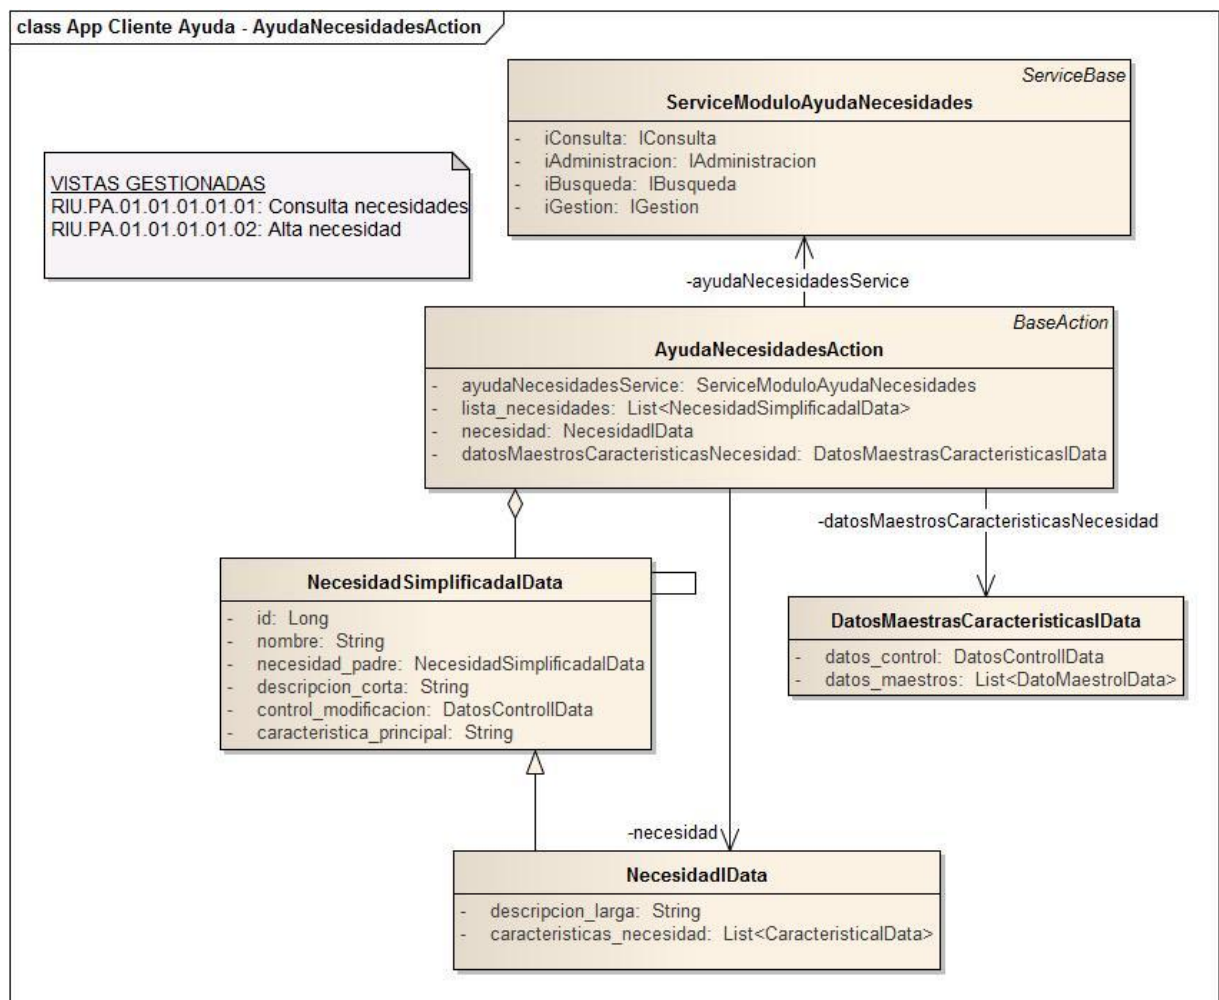 class App Cliente Ayuda - AyudaNecesidadesAction
ServiceBase
ServiceModuloAyudaNecesidades
- iConsulta: IConsulta
- iAdministracion: IAdministracion
- iBusqueda: IBusqueda
- iGestion: IGestion
VISTAS GESTIONADAS
RIU.PA.01.01.01.01.01: Consulta necesidades
RIU.PA.01.01.01.01.02: Alta necesidad
-ayudaNecesidadesService
BaseAction
AyudaNecesidadesAction
- ayudaNecesidadesService: ServiceModuloAyudaNecesidades
- lista_necesidades: List<NecesidadSimplificadaIData>
- necesidad: NecesidadIData
- datosMaestrosCaracteristicasNecesidad: DatosMaestrasCaracteristicasIData
-datosMaestrosCaracteristicasNecesidad
NecesidadSimplificadaIData
- id: Long
- nombre: String
- necesidad_padre: NecesidadSimplificadaIData
- descripcion_corta: String
- control_modificacion: DatosControlIData
- caracteristica_principal: String
DatosMaestrasCaracteristicasIData
- datos_control: DatosControlIData
- datos_maestros: List<DatoMaestroIData>
-necesidad
NecesidadIData
- descripcion_larga: String
- caracteristicas_necesidad: List<CaracteristicaIData>